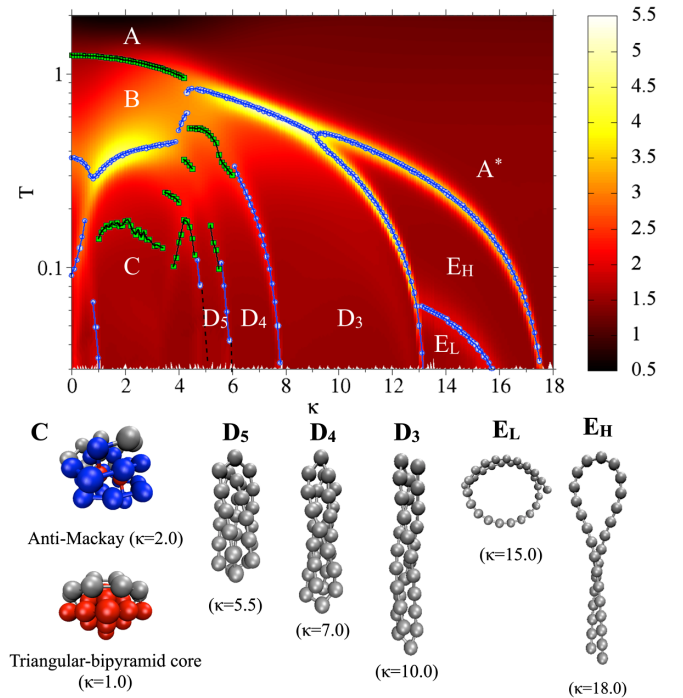 A
B
C
D5
D4
D3
EH
EL
A*
T
1
0.1
0 2 4 6 8 10 12 14 16 18
κ
5.5
5
4.5
4
3.5
3
2.5
2
1.5
1
0.5
C
D5
D4
D3
EL
EH
Anti-Mackay (κ=2.0)
Triangular-bipyramid core
(κ=1.0)
(κ=5.5)
(κ=7.0)
(κ=10.0)
(κ=15.0)
(κ=18.0)